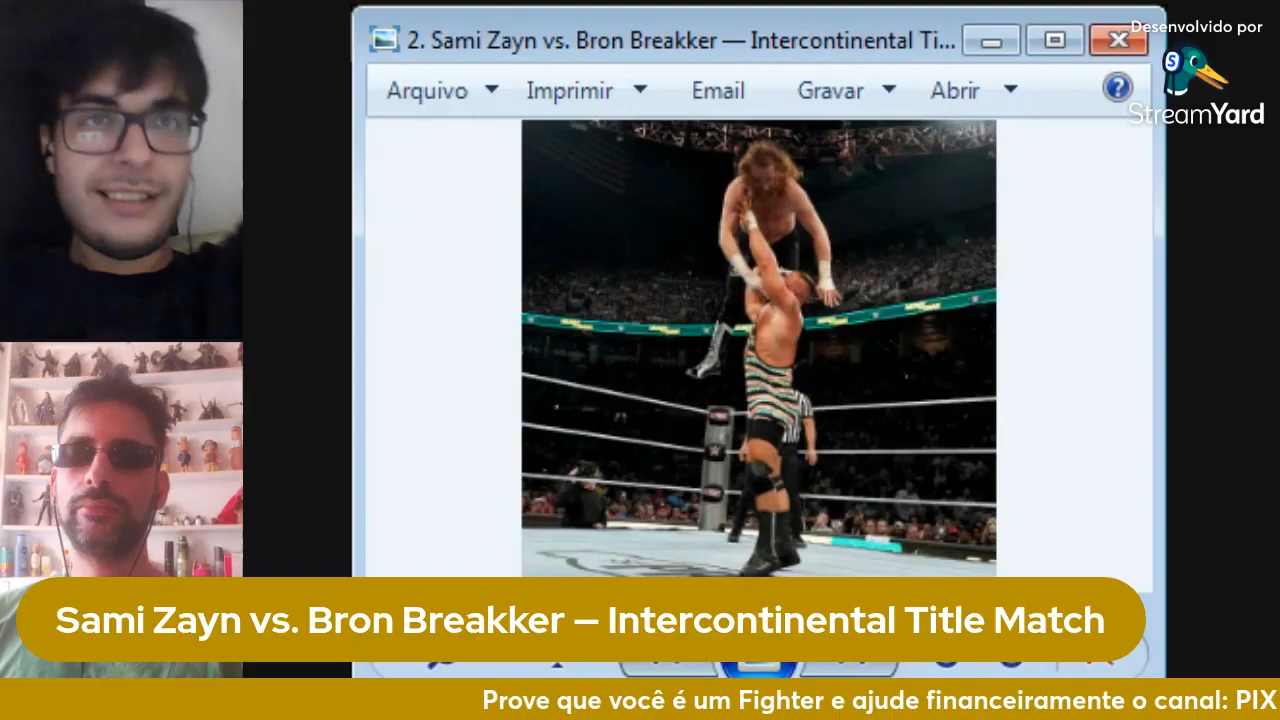 2. Sami Zayn vs. Bron Breakker — Intercontinental Ti...
Desenvolvido por
S
StreamYard
Arquivo Imprimir Email Gravar Abrir
Sami Zayn vs. Bron Breakker — Intercontinental Title Match
Prove que você é um Fighter e ajude financeiramente o canal: PIX